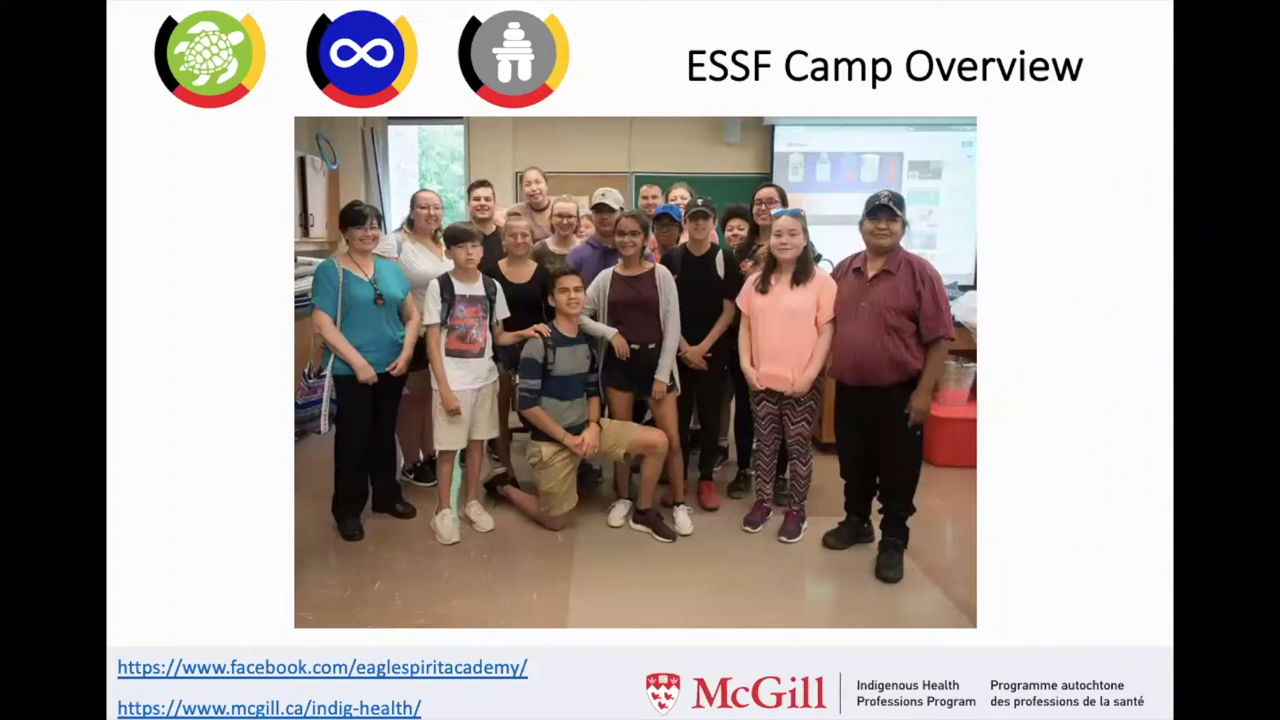 ESSF Camp Overview
https://www.facebook.com/eaglespiritacademy/
https://www.mcgill.ca/indig-health/
McGill
Indigenous Health
Professions Program
Programme autochtone
des professions de la santé